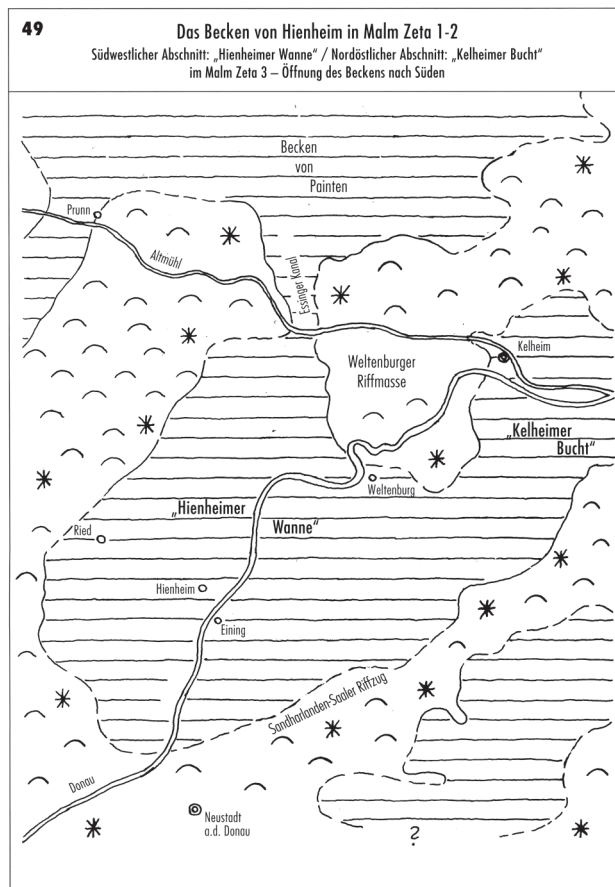 49
Das Becken von Hienheim in Malm Zeta 1-2
Südwestlicher Abschnitt: „Hienheimer Wanne“ / Nordöstlicher Abschnitt: „Kelheimer Bucht“
im Malm Zeta 3 – Öffnung des Beckens nach Süden
Becken
von
Painten
Prunn
Altmühl
Essinger Kanal
Kelheim
Weltenburger
Riffmasse
„Kelheimer
Bucht“
Weltenburg
„Hienheimer
Wanne“
Ried
Hienheim
Eining
Sandharlanden-Saaler Riffzug
Donau
Neustadt
a.d. Donau
?